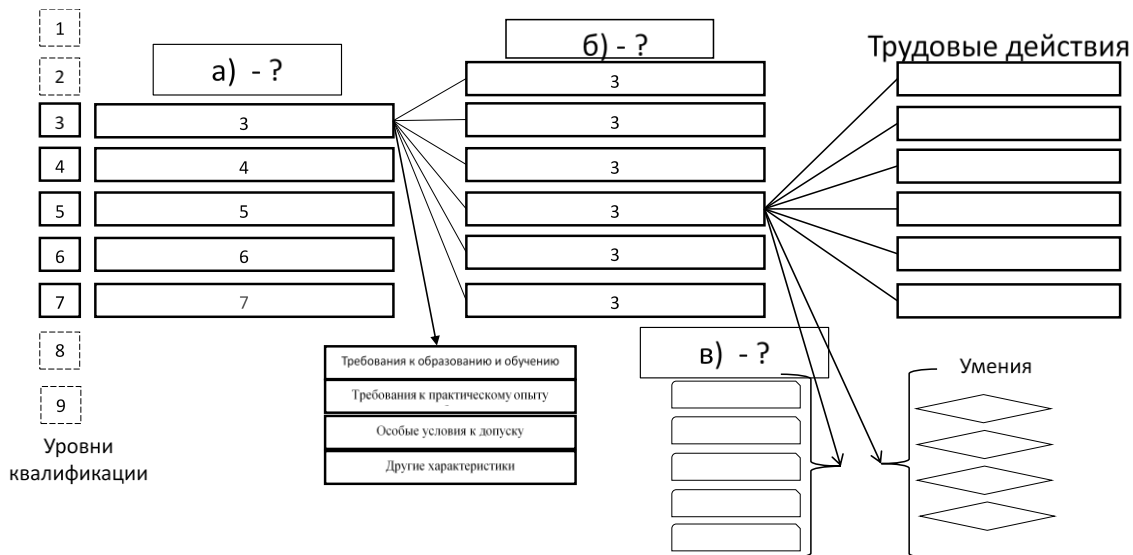 1
2
3
4
5
6
7
8
9
Уровни
квалификации
а) - ?
3
4
5
6
7
б) - ?
3
3
3
3
3
3
Трудовые действия
Требования к образованию и обучению
Требования к практическому опыту
Особые условия к допуску
Другие характеристики
в) - ?
Умения